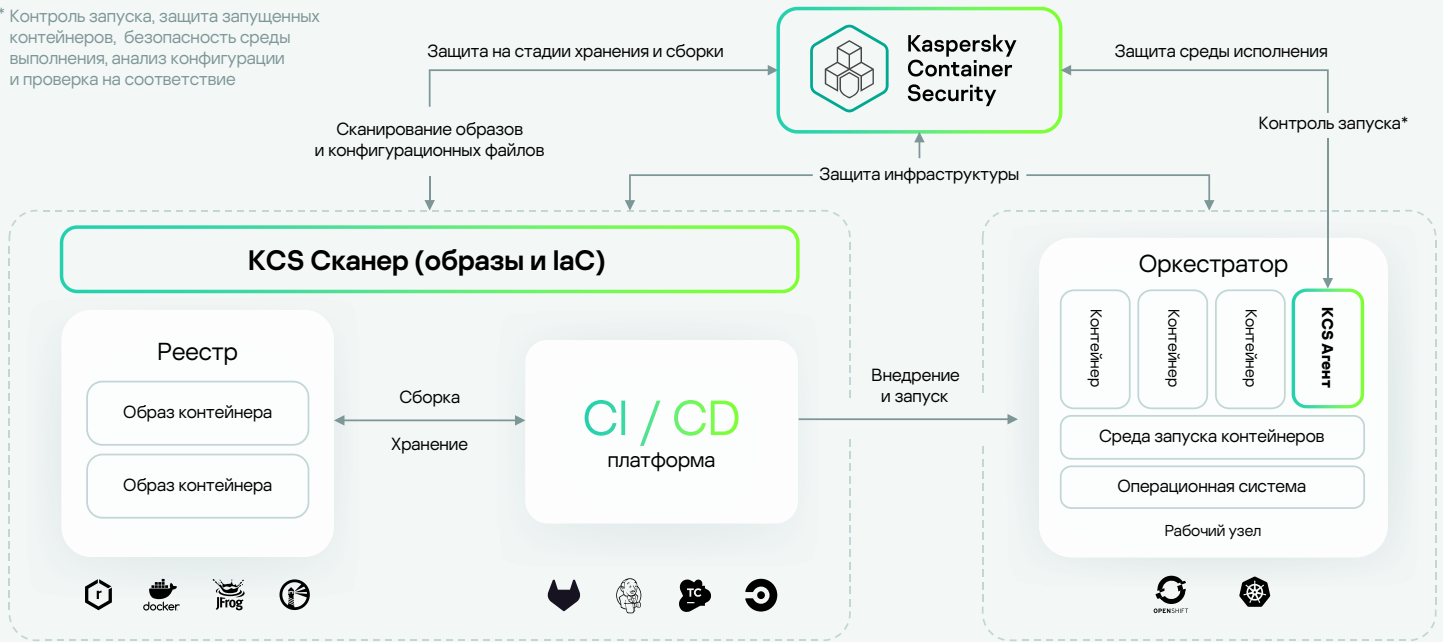 * Контроль запуска, защита запущенных
контейнеров, безопасность среды
выполнения, анализ конфигурации
и проверка на соответствие
Защита на стадии хранения и сборки
Kaspersky
Container
Security
Защита среды исполнения
Сканирование образов
и конфигурационных файлов
Контроль запуска*
Защита инфраструктуры
KCS Сканер (образы и IaC)
Реестр
Образ контейнера
Образ контейнера
Сборка
Хранение
CI / CD
платформа
Внедрение
и запуск
Оркестратор
Контейнер
Контейнер
Контейнер
KCS Агент
Среда запуска контейнеров
Операционная система
Рабочий узел
r
docker
JFrog
TC
OPENSHIFT